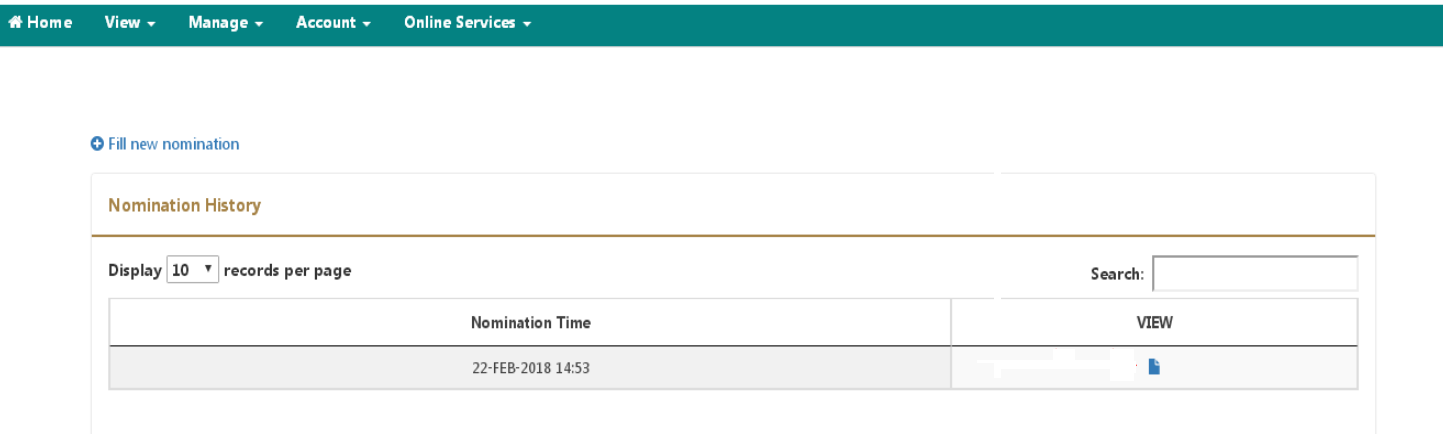 Home View Manage Account Online Services
Fill new nomination
Nomination History
Display 10 records per page Search:
Nomination Time VIEW
22-FEB-2018 14:53